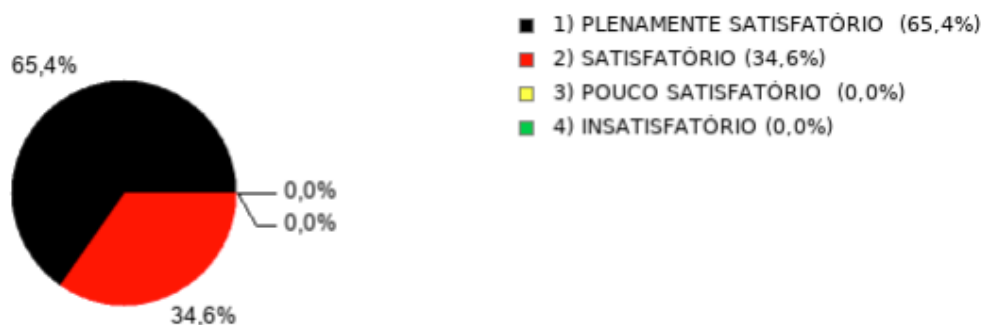 65,4%
0,0%
0,0%
34,6%
1) PLENAMENTE SATISFATÓRIO (65,4%)
2) SATISFATÓRIO (34,6%)
3) POUCO SATISFATÓRIO (0,0%)
4) INSATISFATÓRIO (0,0%)